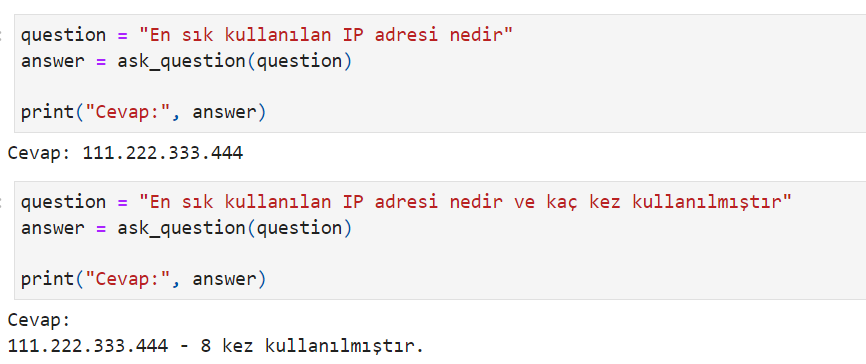 question = "En sık kullanılan IP adresi nedir"
answer = ask_question(question)
print("Cevap:", answer)
Cevap: 111.222.333.444
question = "En sık kullanılan IP adresi nedir ve kaç kez kullanılmıştır"
answer = ask_question(question)
print("Cevap:", answer)
Cevap:
111.222.333.444 - 8 kez kullanılmıştır.